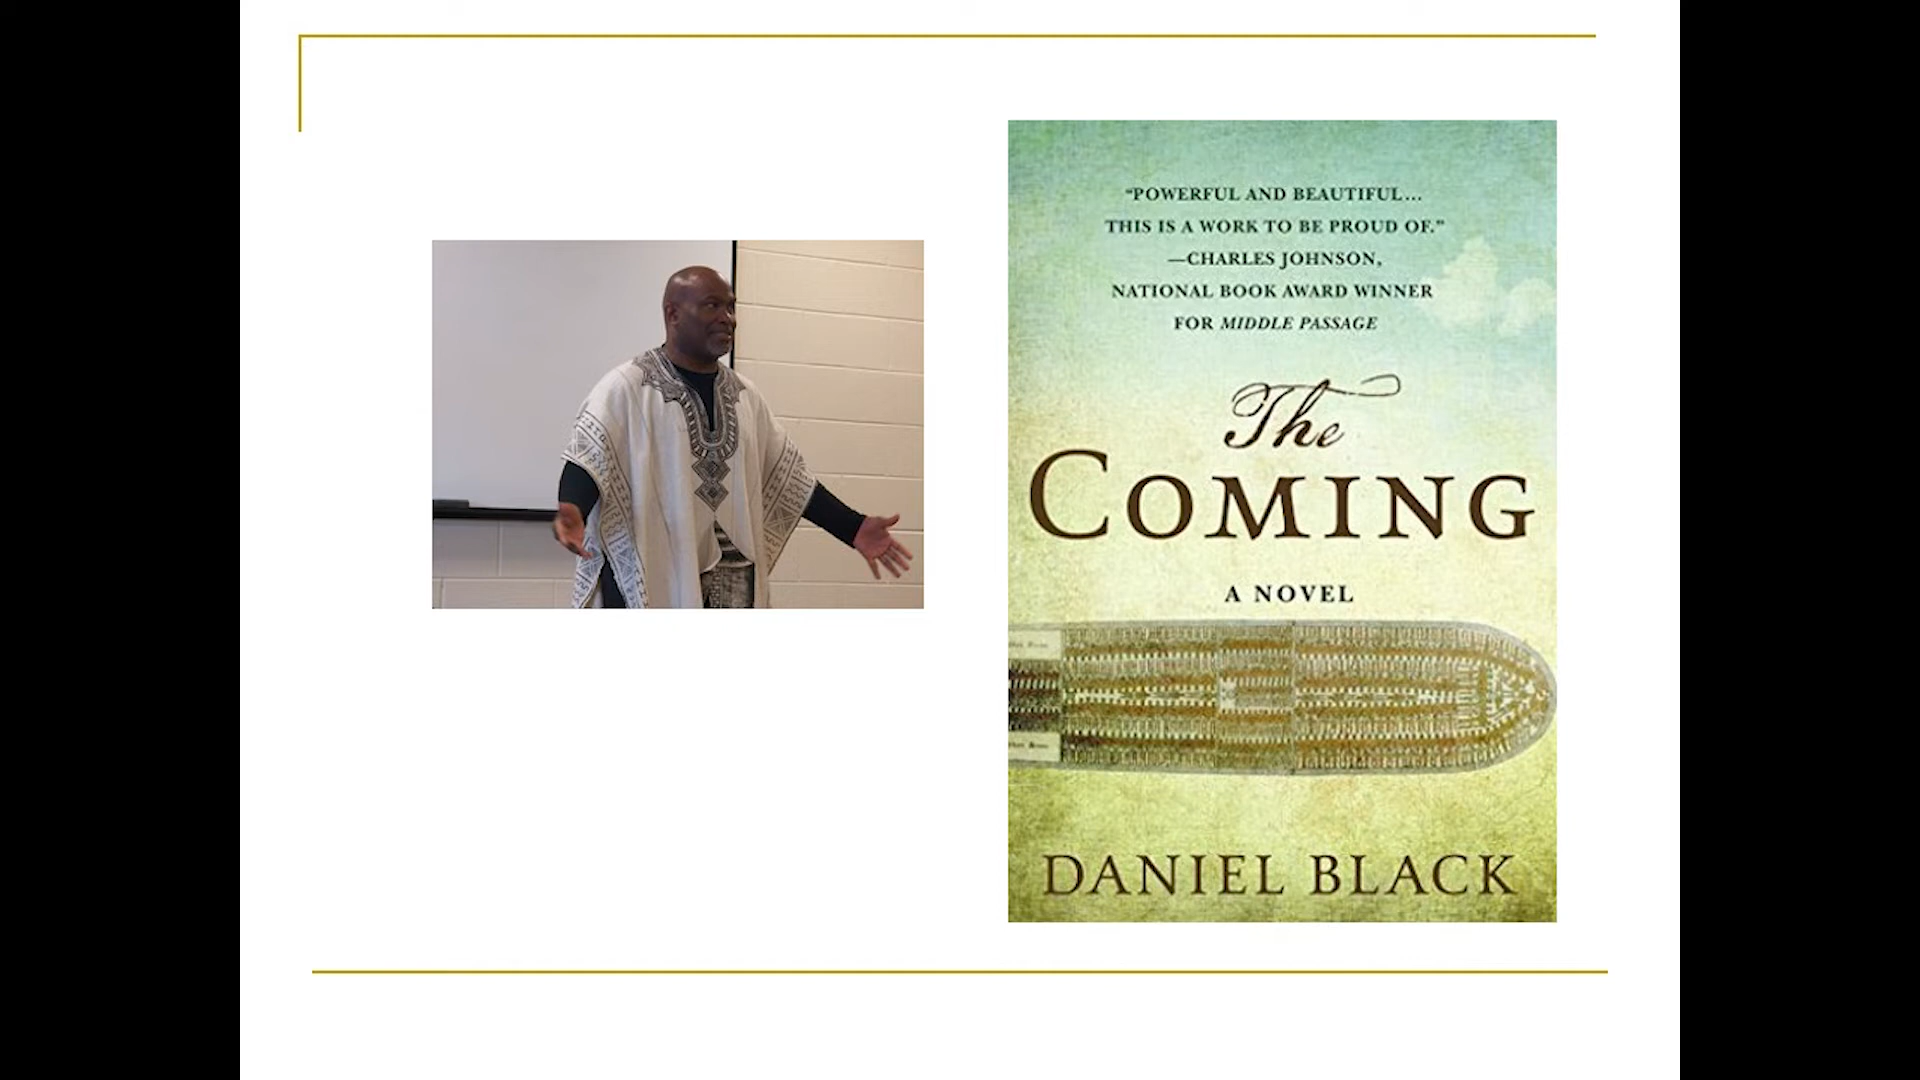 “POWERFUL AND BEAUTIFUL...
THIS IS A WORK TO BE PROUD OF.”
—CHARLES JOHNSON,
NATIONAL BOOK AWARD WINNER
FOR MIDDLE PASSAGE
The
COMING
A NOVEL
DANIEL BLACK